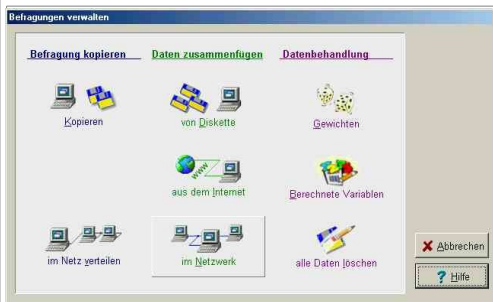 Befragungen verwalten
Befragung kopieren
Daten zusammenfügen
Datenbehandlung
Kopieren
von Diskette
Gewichten
www
aus dem Internet
Berechnete Variablen
im Netz verteilen
im Netzwerk
alle Daten löschen
Abbrechen
? Hilfe